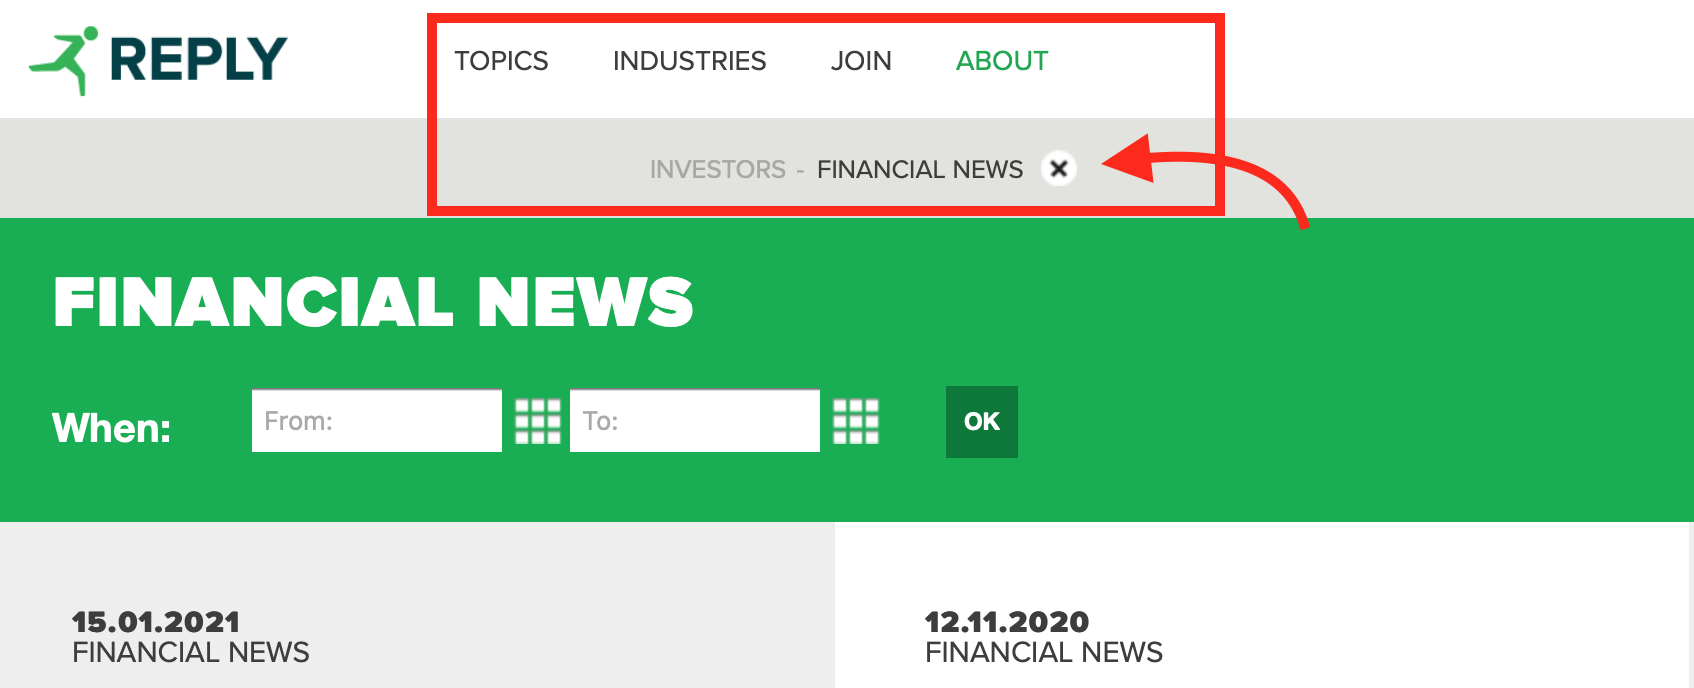 REPLY
TOPICS INDUSTRIES JOIN ABOUT
INVESTORS - FINANCIAL NEWS
FINANCIAL NEWS
When: From: To: OK
15.01.2021
FINANCIAL NEWS
12.11.2020
FINANCIAL NEWS